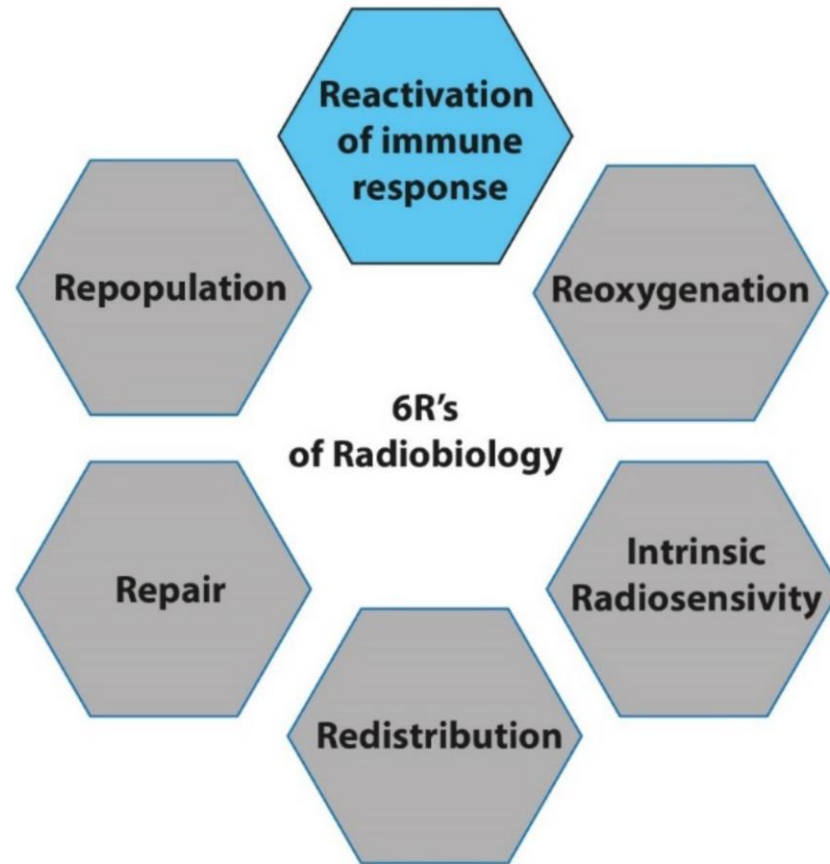 Reactivation
of immune
response
Repopulation
Reoxygenation
6R's
of Radiobiology
Repair
Intrinsic
Radiosensivity
Redistribution